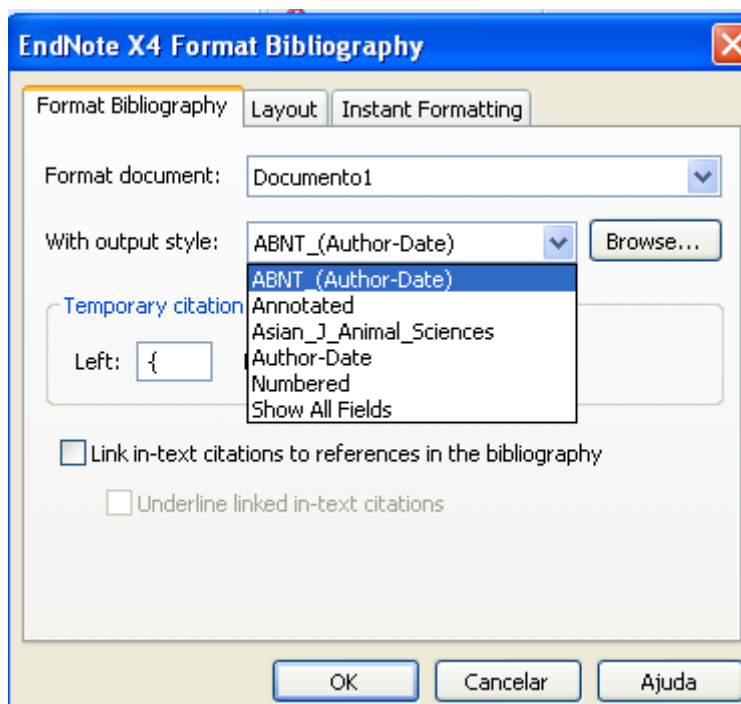 EndNote X4 Format Bibliography
Format Bibliography Layout Instant Formatting
Format document: Documento1
With output style: ABNT_(Author-Date) Browse...
ABNT_(Author-Date)
Annotated
Asian_J_Animal_Sciences
Author-Date
Numbered
Show All Fields
Temporary citation
Left: {
Link in-text citations to references in the bibliography
Underline linked in-text citations
OK Cancelar Ajuda